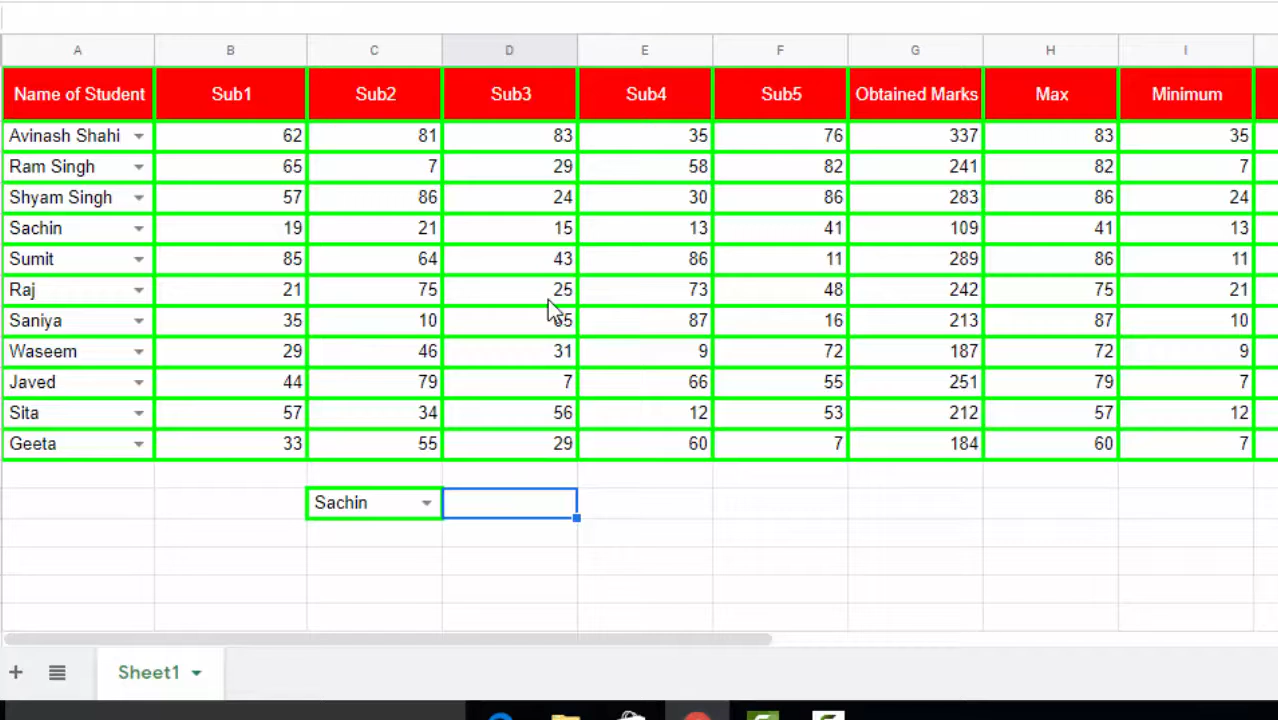 A B C D E F G H I
Name of Student Sub1 Sub2 Sub3 Sub4 Sub5 Obtained Marks Max Minimum
Avinash Shahi 62 81 83 35 76 337 83 35
Ram Singh 65 7 29 58 82 241 82 7
Shyam Singh 57 86 24 30 86 283 86 24
Sachin 19 21 15 13 41 109 41 13
Sumit 85 64 43 86 11 289 86 11
Raj 21 75 25 73 48 242 75 21
Saniya 35 10 65 87 16 213 87 10
Waseem 29 46 31 9 72 187 72 9
Javed 44 79 7 66 55 251 79 7
Sita 57 34 56 12 53 212 57 12
Geeta 33 55 29 60 7 184 60 7
Sachin
Sheet1